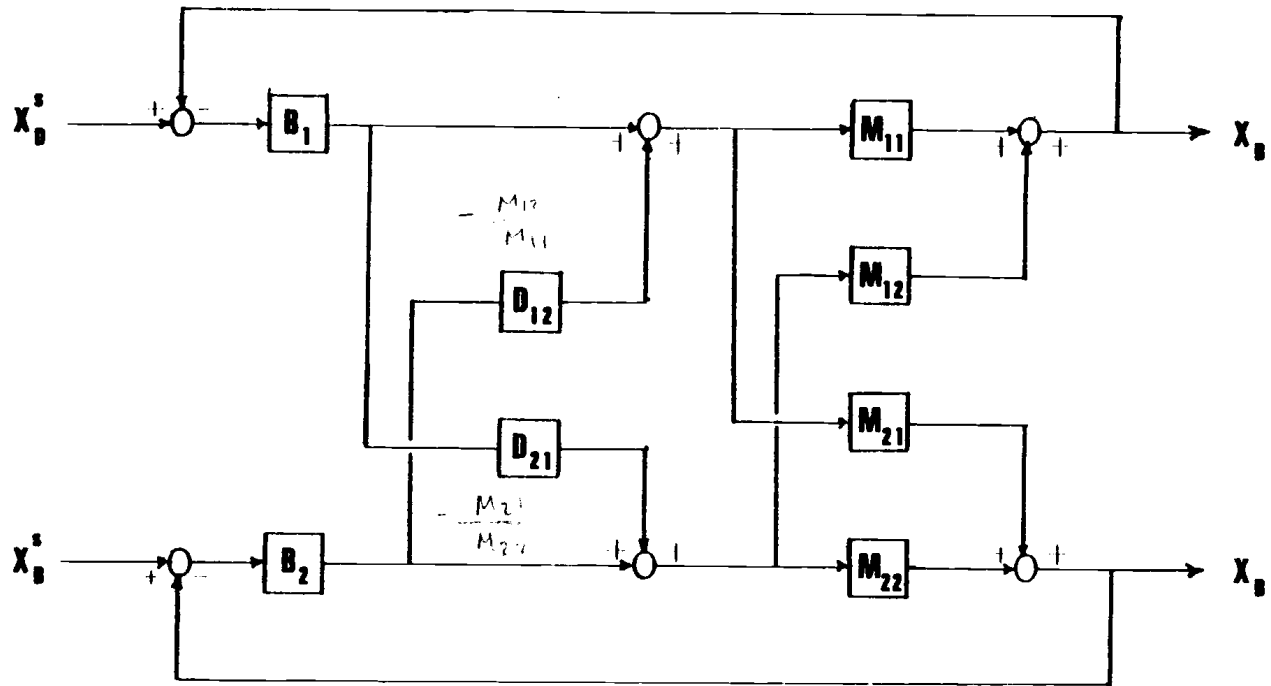 X_D^s + - B_1 + + M_11 + + X_B
- M_12
M_11
M_12
D_12
M_21
D_21
- M_21
M_22
X_B^s + - B_2 + + M_22 + + X_B